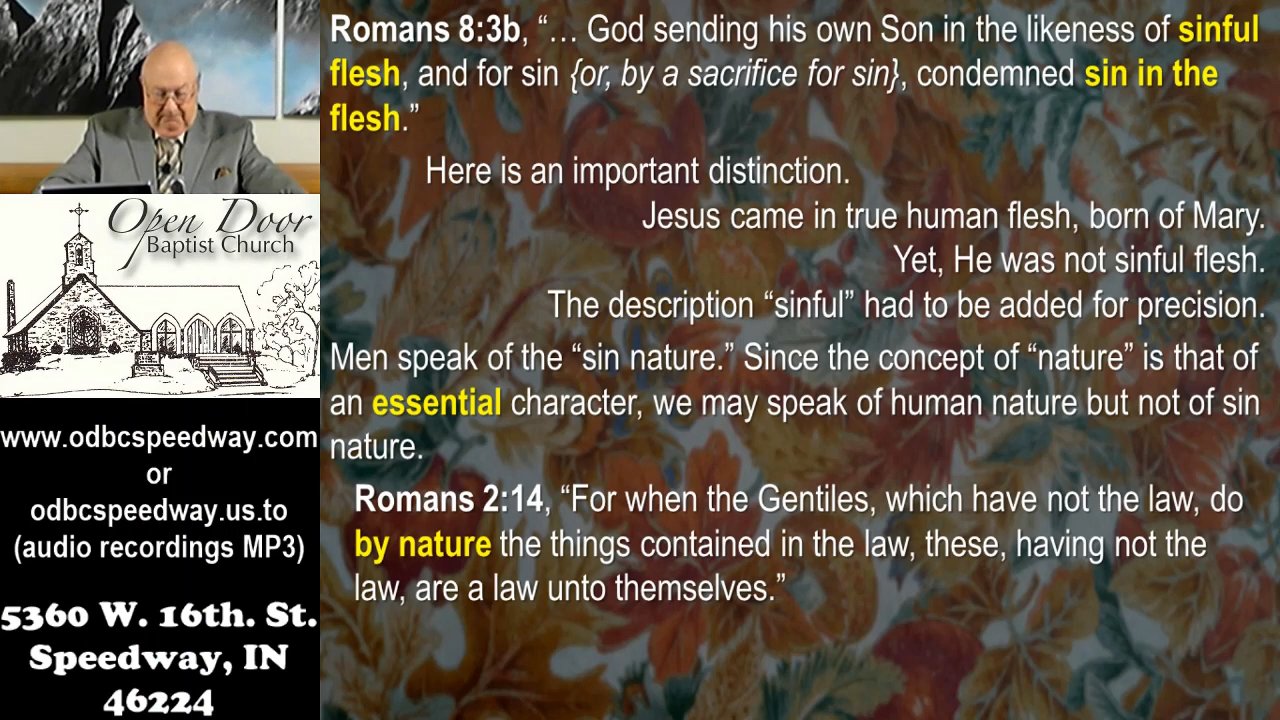 Open Door
Baptist Church
www.odbcspeedway.com
or
odbcspeedway.us.to
(audio recordings MP3)
5360 W. 16th. St.
Speedway, IN
46224
Romans 8:3b, “… God sending his own Son in the likeness of sinful
flesh, and for sin {or, by a sacrifice for sin}, condemned sin in the
flesh.”
Here is an important distinction.
Jesus came in true human flesh, born of Mary.
Yet, He was not sinful flesh.
The description “sinful” had to be added for precision.
Men speak of the “sin nature.” Since the concept of “nature” is that of
an essential character, we may speak of human nature but not of sin
nature.
Romans 2:14, “For when the Gentiles, which have not the law, do
by nature the things contained in the law, these, having not the
law, are a law unto themselves.”